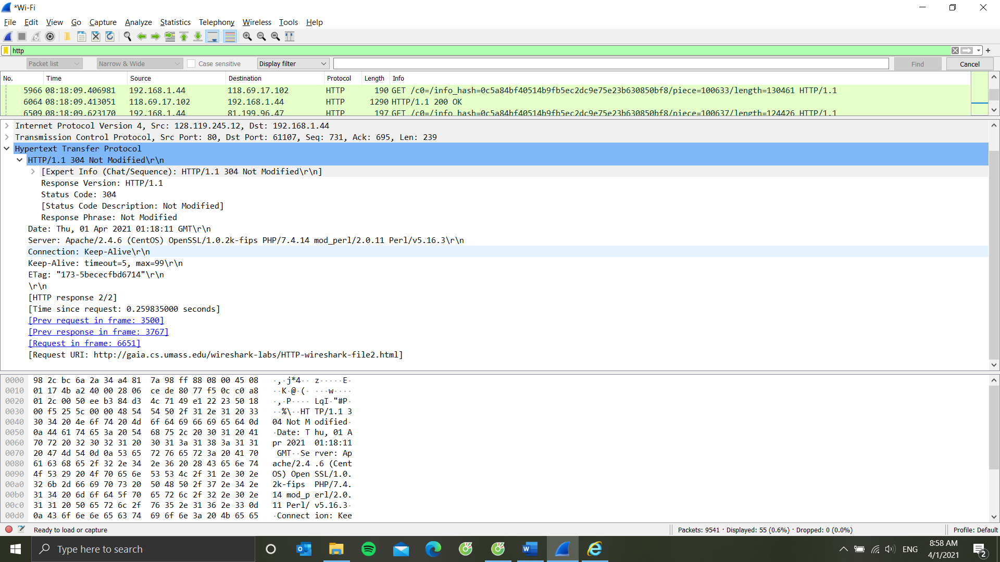 *Wi-Fi
File Edit View Go Capture Analyze Statistics Telephony Wireless Tools Help
http
Packet list Narrow & Wide Case sensitive Display filter Find Cancel
No. Time Source Destination Protocol Length Info
5966 08:18:09.406981 192.168.1.44 118.69.17.102 HTTP 190 GET /c0=/info_hash=0c5a84bf40514b9fb5ec2dc9e75e23b630850bf8/piece=100633/length=130461 HTTP/1.1
6064 08:18:09.413051 118.69.17.102 192.168.1.44 HTTP 1290 HTTP/1.1 200 OK
6509 08:18:09.623170 192.168.1.44 81.199.96.47 HTTP 197 GET /c0=/info_hash=0c5a84bf40514b9fb5ec2dc9e75e23b630850bf8/piece=100637/length=124426 HTTP/1.1
Internet Protocol Version 4, Src: 128.119.245.12, Dst: 192.168.1.44
Transmission Control Protocol, Src Port: 80, Dst Port: 61107, Seq: 731, Ack: 695, Len: 239
Hypertext Transfer Protocol
HTTP/1.1 304 Not Modified\r\n
[Expert Info (Chat/Sequence): HTTP/1.1 304 Not Modified\r\n]
Response Version: HTTP/1.1
Status Code: 304
[Status Code Description: Not Modified]
Response Phrase: Not Modified
Date: Thu, 01 Apr 2021 01:18:11 GMT\r\n
Server: Apache/2.4.6 (CentOS) OpenSSL/1.0.2k-fips PHP/7.4.14 mod_perl/2.0.11 Perl/v5.16.3\r\n
Connection: Keep-Alive\r\n
Keep-Alive: timeout=5, max=99\r\n
ETag: "173-5bececfbd6714"\r\n
\r\n
[HTTP response 2/2]
[Time since request: 0.259835000 seconds]
[Prev request in frame: 3500]
[Prev response in frame: 3767]
[Request in frame: 6651]
[Request URI: http://gaia.cs.umass.edu/wireshark-labs/HTTP-wireshark-file2.html]
0000 98 2c bc 6a 2a 34 a4 81 7a 98 ff 88 08 00 45 08 ·,·j*4·· z·····E·
0010 01 17 4b a2 40 00 28 06 ce de 80 77 f5 0c c0 a8 ··K·@·(· ···w····
0020 01 2c 00 50 ee b3 84 d3 4c 71 49 e1 22 23 50 18 ·,·P···· LqI·"#P·
0030 00 f5 25 5c 00 00 48 54 54 50 2f 31 2e 31 20 33 ··%\··HT TP/1.1 3
0040 30 34 20 4e 6f 74 20 4d 6f 64 69 66 69 65 64 0d 04 Not M odified·
0050 0a 44 61 74 65 3a 20 54 68 75 2c 20 30 31 20 41 ·Date: T hu, 01 A
0060 70 72 20 32 30 32 31 20 30 31 3a 31 38 3a 31 31 pr 2021 01:18:11
0070 20 47 4d 54 0d 0a 53 65 72 76 65 72 3a 20 41 70 GMT··Se rver: Ap
0080 61 63 68 65 2f 32 2e 34 2e 36 20 28 43 65 6e 74 ache/2.4 .6 (Cent
0090 4f 53 29 20 4f 70 65 6e 53 53 4c 2f 31 2e 30 2e OS) Open SSL/1.0.
00a0 32 6b 2d 66 69 70 73 20 50 48 50 2f 37 2e 34 2e 2k-fips PHP/7.4.
00b0 31 34 20 6d 6f 64 5f 70 65 72 6c 2f 32 2e 30 2e 14 mod_p erl/2.0.
00c0 31 31 20 50 65 72 6c 2f 76 35 2e 31 36 2e 33 0d 11 Perl/ v5.16.3·
00d0 0a 43 6f 6e 6e 65 63 74 69 6f 6e 3a 20 4b 65 65 ·Connect ion: Kee
Ready to load or capture Packets: 9541 · Displayed: 55 (0.6%) · Dropped: 0 (0.0%) Profile: Default
Type here to search ENG 8:58 AM
4/1/2021 2